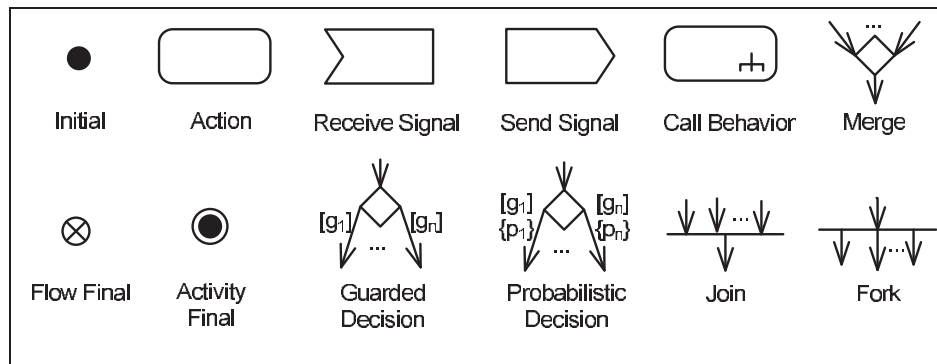 ...
Initial Action Receive Signal Send Signal Call Behavior Merge
[g1] ... [gn]
[g1] {p1} ... [gn] {pn}
...
...
Flow Final Activity Final Guarded Decision Probabilistic Decision Join Fork